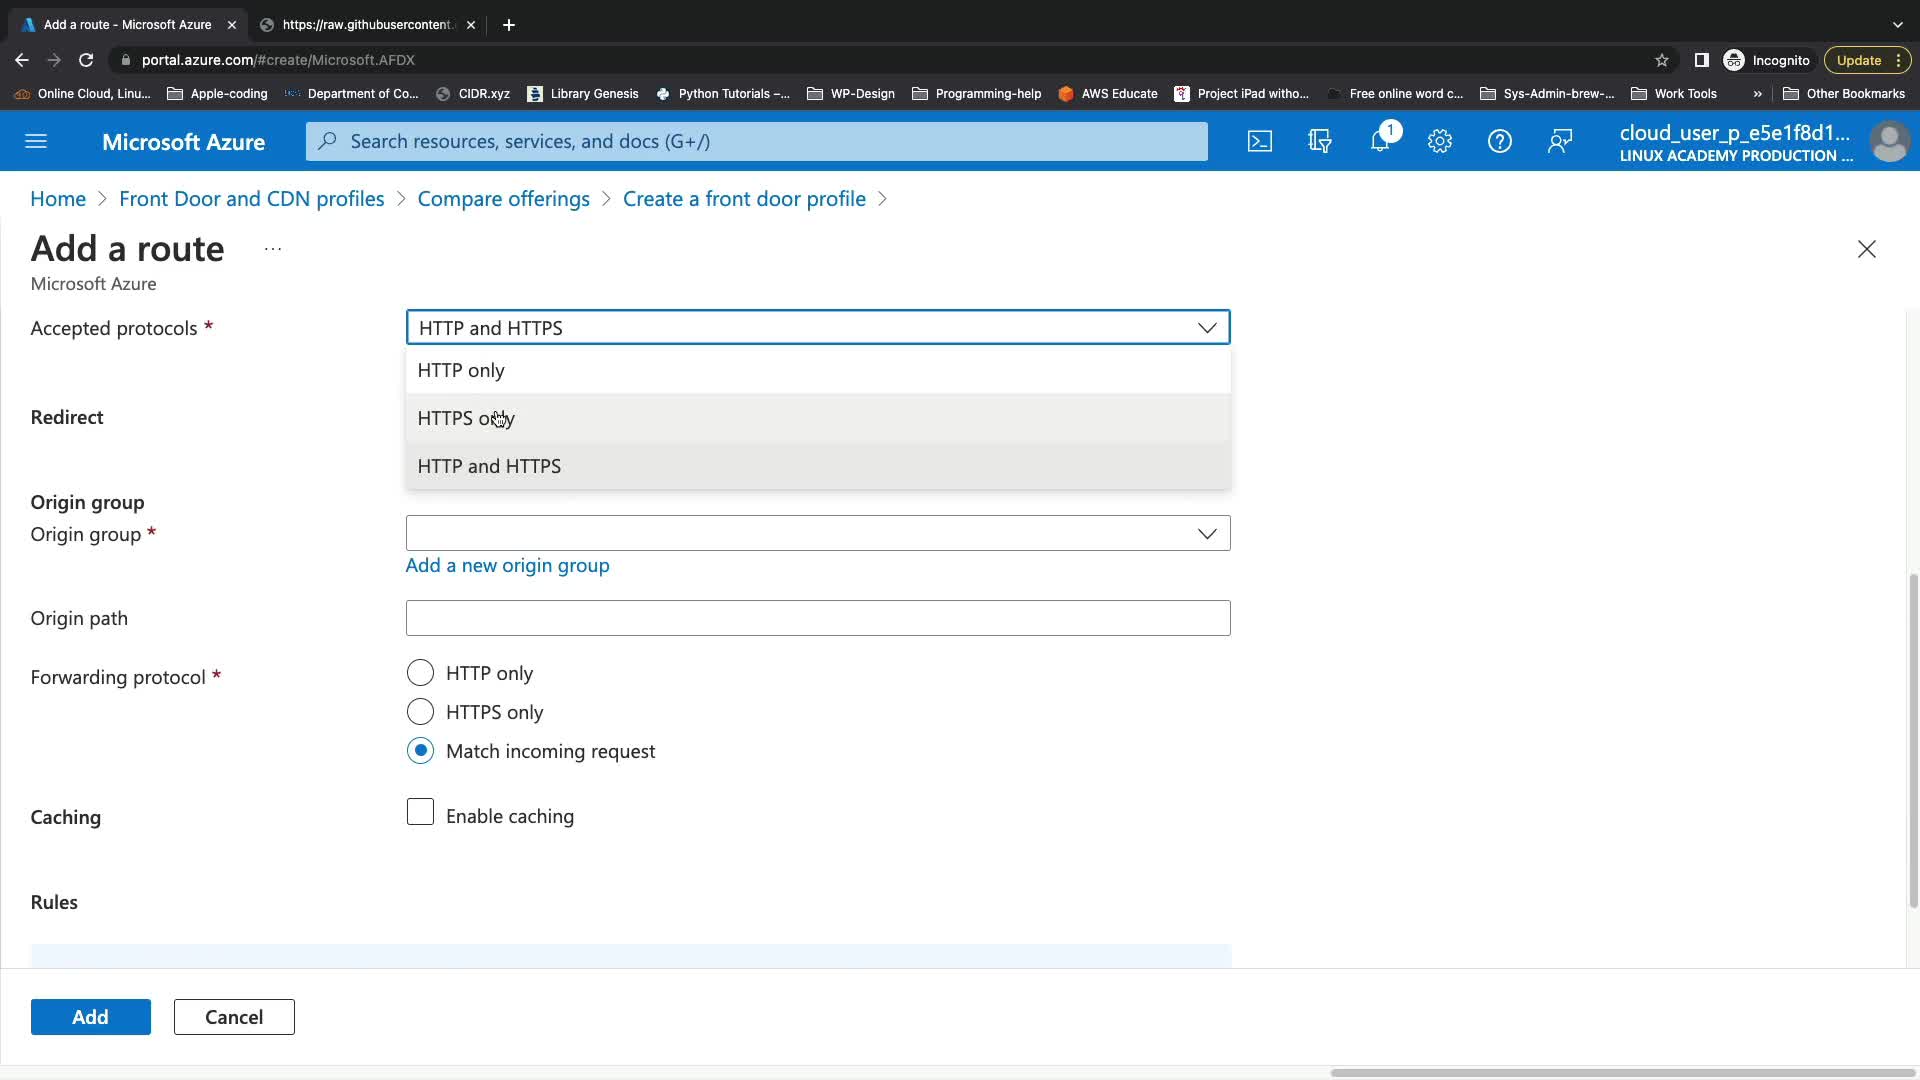 Add a route - Microsoft Azure
https://raw.githubusercontent.
portal.azure.com/#create/Microsoft.AFDX
Incognito
Update
Online Cloud, Linu...
Apple-coding
Department of Co...
CIDR.xyz
Library Genesis
Python Tutorials –...
WP-Design
Programming-help
AWS Educate
Project iPad witho...
Free online word c...
Sys-Admin-brew-...
Work Tools
»
Other Bookmarks
Microsoft Azure
Search resources, services, and docs (G+/)
1
cloud_user_p_e5e1f8d1...
LINUX ACADEMY PRODUCTION ...
Home > Front Door and CDN profiles > Compare offerings > Create a front door profile >
Add a route ...
Microsoft Azure
Accepted protocols *
HTTP and HTTPS
HTTP only
Redirect
HTTPS only
HTTP and HTTPS
Origin group
Origin group *
Add a new origin group
Origin path
Forwarding protocol *
HTTP only
HTTPS only
Match incoming request
Caching
Enable caching
Rules
Add
Cancel